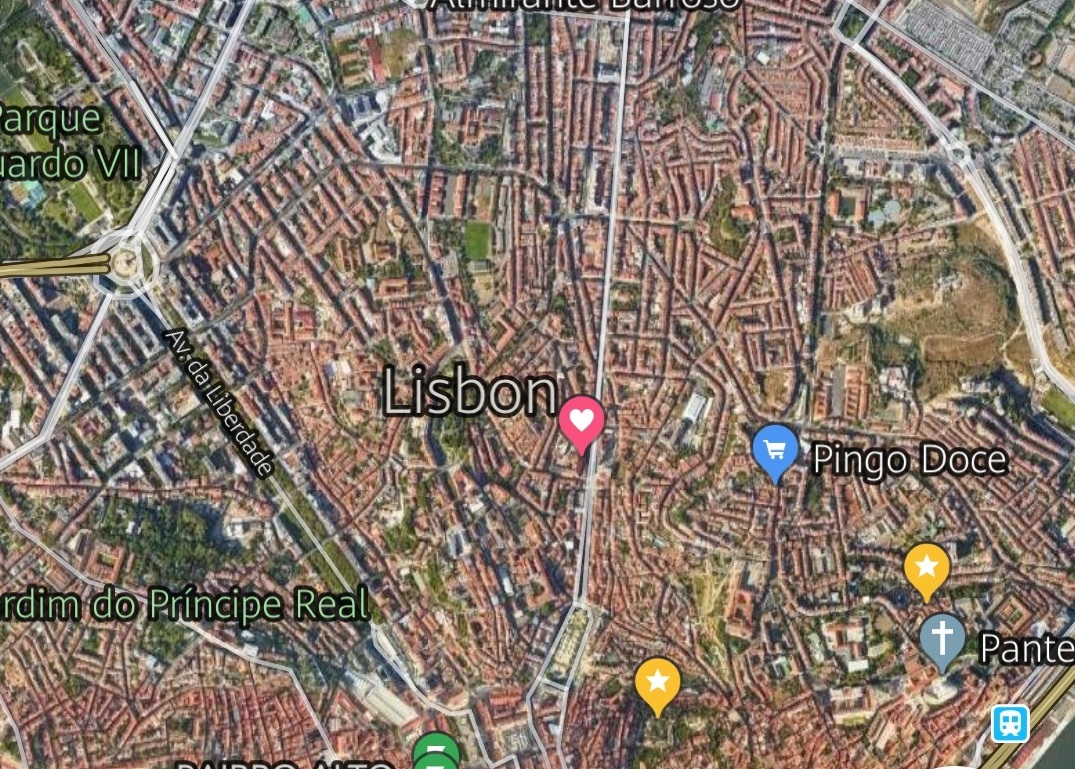 Almirante Barroso
Parque
uardo VII
Av. da Liberdade
Lisbon
Pingo Doce
rdim do Príncipe Real
Pante
BAIRRO ALTO